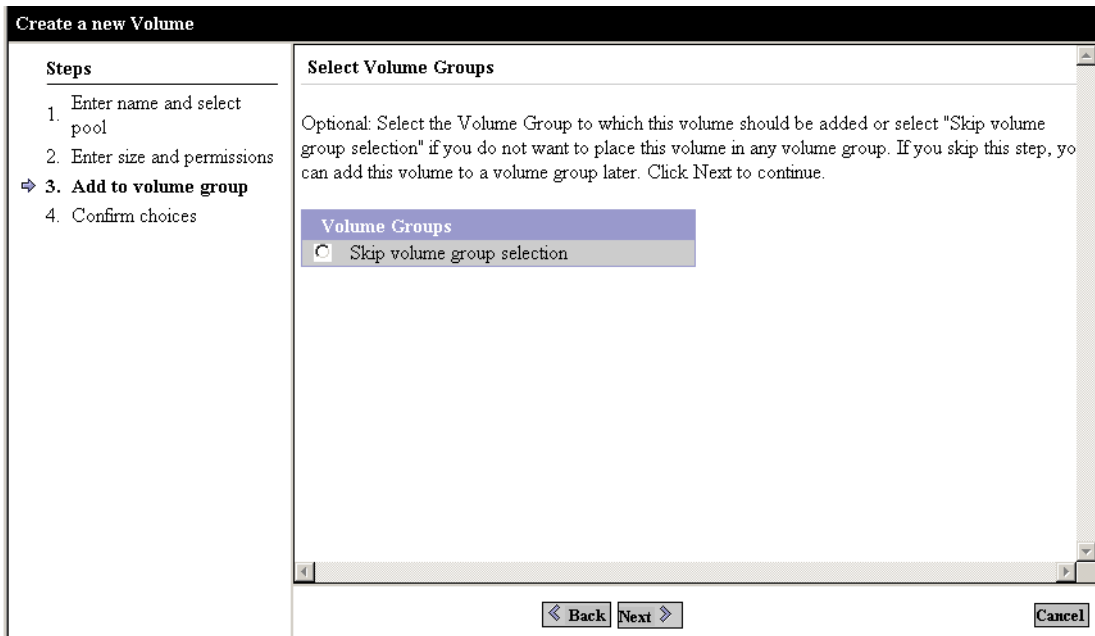 Create a new Volume
Steps
1. Enter name and select
pool
2. Enter size and permissions
3. Add to volume group
4. Confirm choices
Select Volume Groups
Optional: Select the Volume Group to which this volume should be added or select "Skip volume
group selection" if you do not want to place this volume in any volume group. If you skip this step, yo
can add this volume to a volume group later. Click Next to continue.
Volume Groups
Skip volume group selection
Back
Next
Cancel